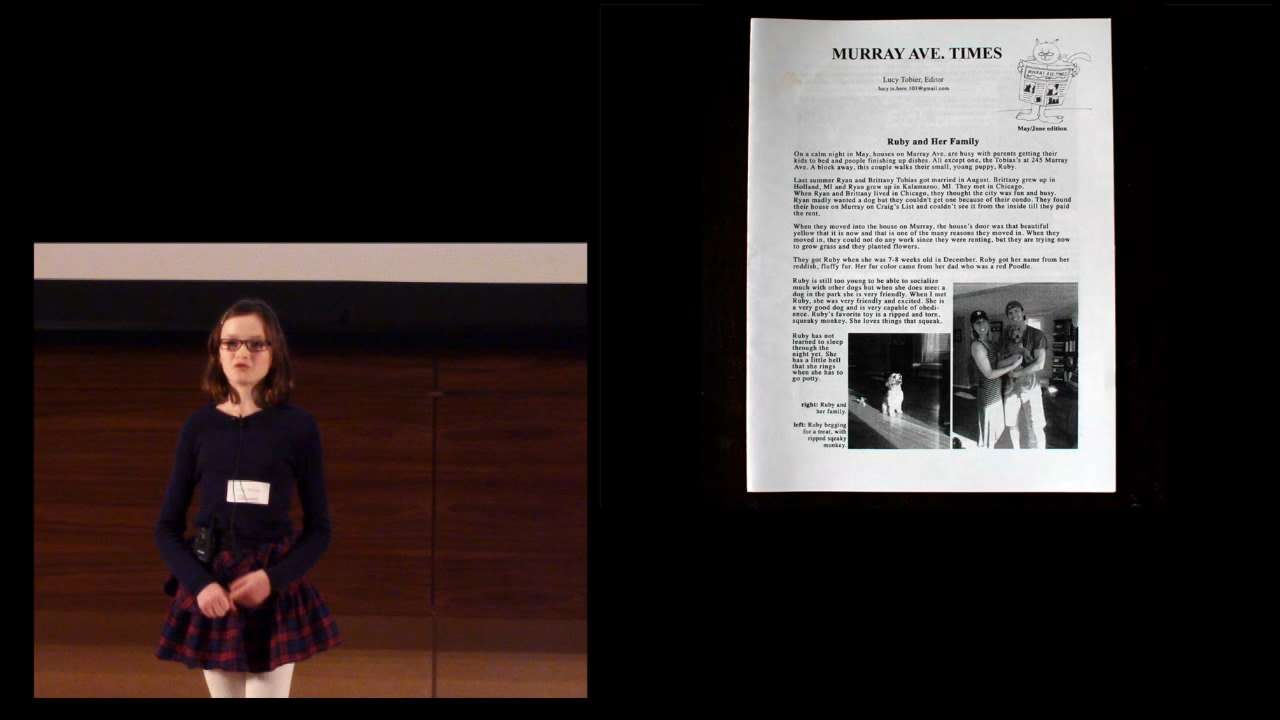 MURRAY AVE. TIMES
Lucy Tobier, Editor
lucy.is.here.101@gmail.com
MURRAY AVE. TIMES
May/June edition
Ruby and Her Family
On a calm night in May, houses on Murray Ave. are busy with parents getting their
kids to bed and people finishing up dishes. All except one, the Tobias's at 245 Murray
Ave. A block away, this couple walks their small, young puppy, Ruby.
Last summer Ryan and Brittany Tobias got married in August. Brittany grew up in
Holland, MI and Ryan grew up in Kalamazoo, MI. They met in Chicago.
When Ryan and Brittany lived in Chicago, they thought the city was fun and busy.
Ryan madly wanted a dog but they couldn't get one because of their condo. They found
their house on Murray on Craig's List and couldn't see it from the inside till they paid
the rent.
When they moved into the house on Murray, the house's door was that beautiful
yellow that it is now and that is one of the many reasons they moved in. When they
moved in, they could not do any work since they were renting, but they are trying now
to grow grass and they planted flowers.
They got Ruby when she was 7-8 weeks old in December. Ruby got her name from her
reddish, fluffy fur. Her fur color came from her dad who was a red Poodle.
Ruby is still too young to be able to socialize
much with other dogs but when she does meet a
dog in the park she is very friendly. When I met
Ruby, she was very friendly and excited. She is
a very good dog and is very capable of obedi-
ence. Ruby's favorite toy is a ripped and torn,
squeaky monkey. She loves things that squeak.
Ruby has not
learned to sleep
through the
night yet. She
has a little bell
that she rings
when she has to
go potty.
right: Ruby and
her family.
left: Ruby begging
for a treat, with
ripped sqeaky
monkey.